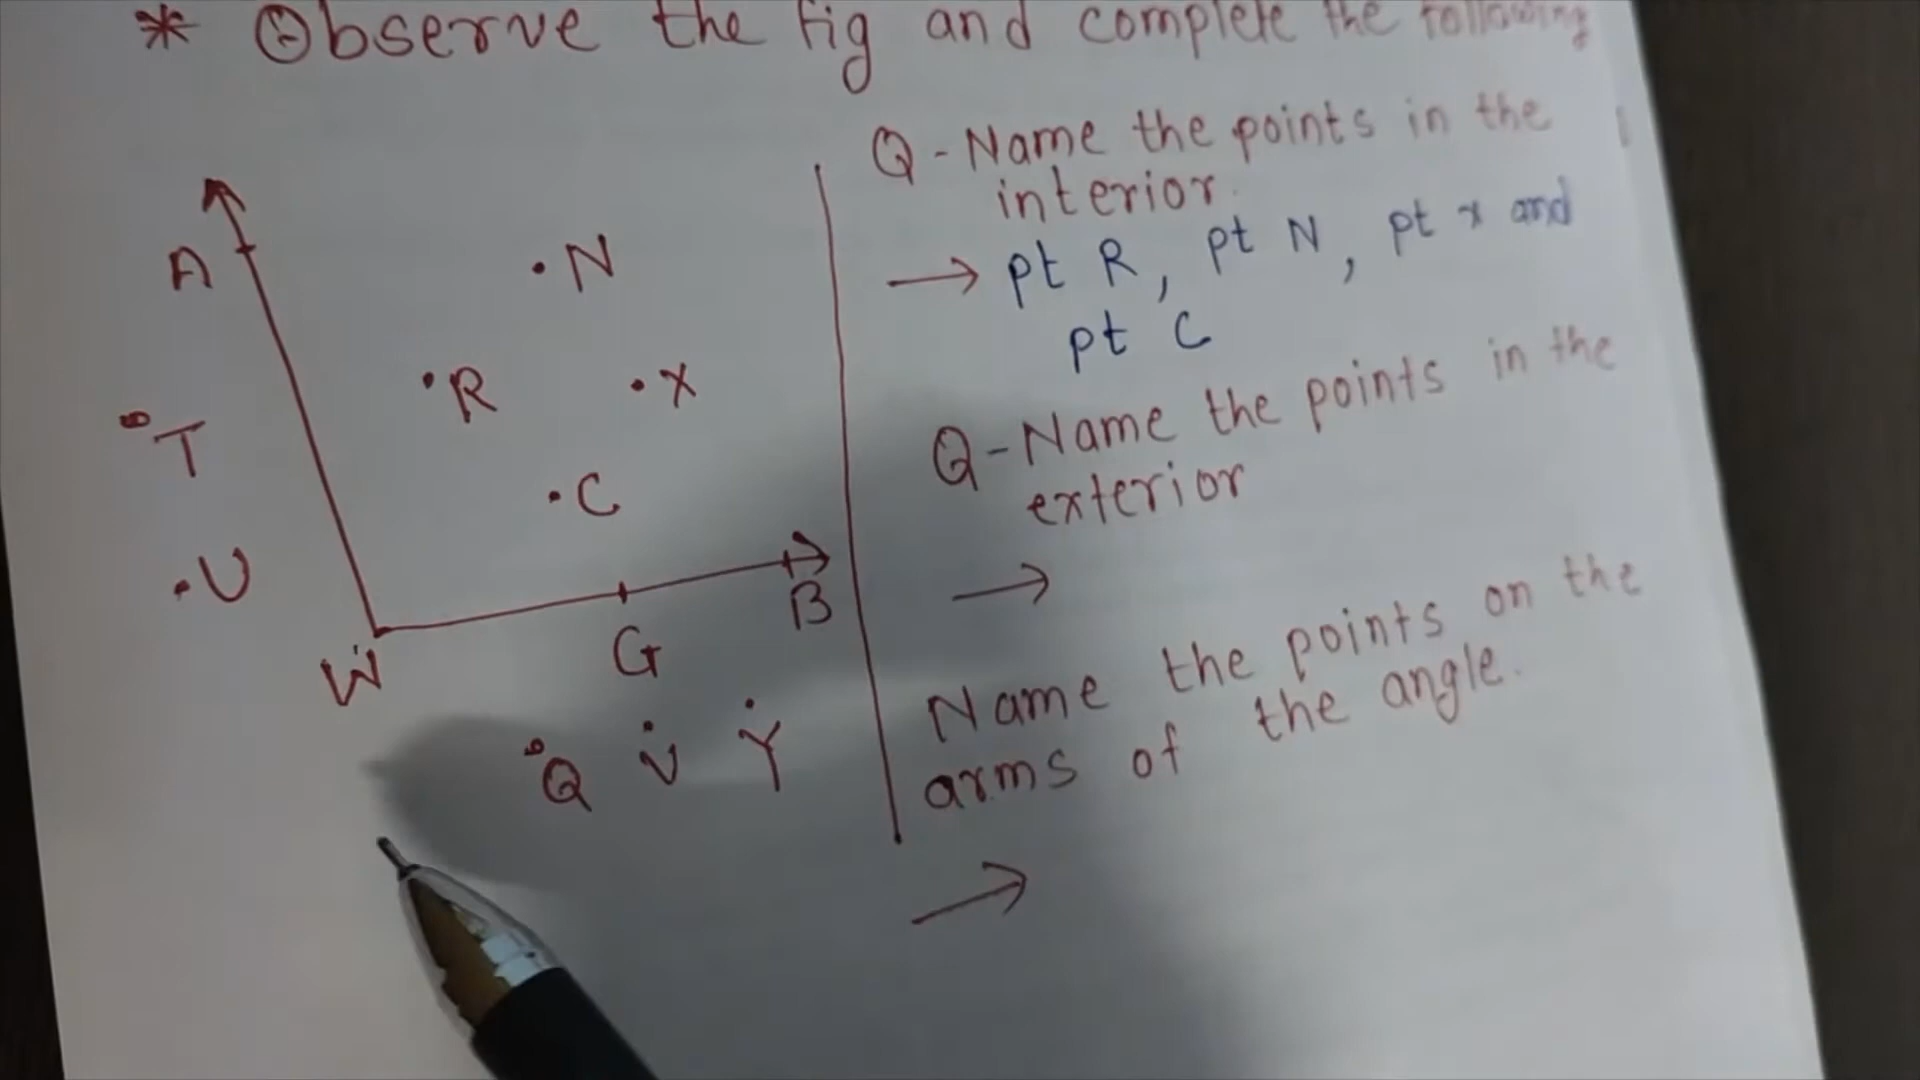 * Observe the fig and complete the following
A
N
R
X
T
C
U
B
W
G
Q V Y
Q - Name the points in the
interior.
→ pt R, pt N, pt x and
pt C
Q - Name the points in the
exterior
→
Name the points on the
arms of the angle.
→